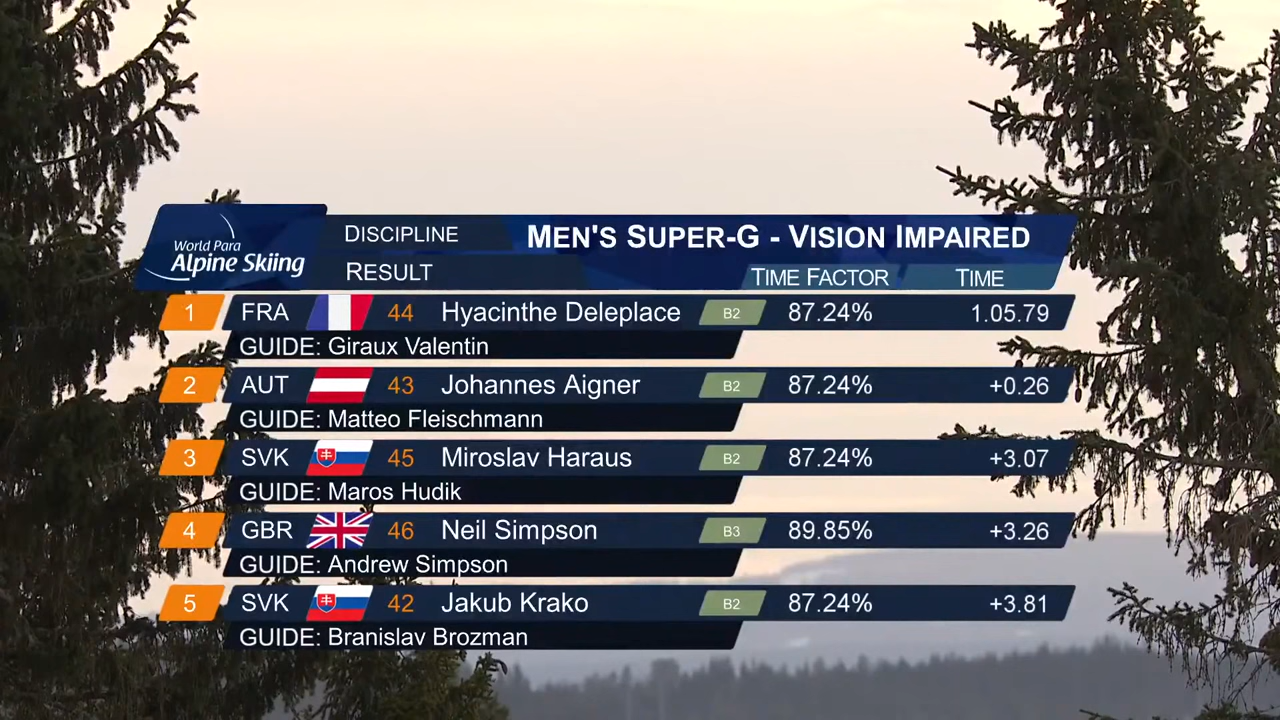 World Para
Alpine Skiing
DISCIPLINE MEN'S SUPER-G - VISION IMPAIRED
RESULT TIME FACTOR TIME
1 FRA 44 Hyacinthe Deleplace B2 87.24% 1.05.79
GUIDE: Giraux Valentin
2 AUT 43 Johannes Aigner B2 87.24% +0.26
GUIDE: Matteo Fleischmann
3 SVK 45 Miroslav Haraus B2 87.24% +3.07
GUIDE: Maros Hudik
4 GBR 46 Neil Simpson B3 89.85% +3.26
GUIDE: Andrew Simpson
5 SVK 42 Jakub Krako B2 87.24% +3.81
GUIDE: Branislav Brozman